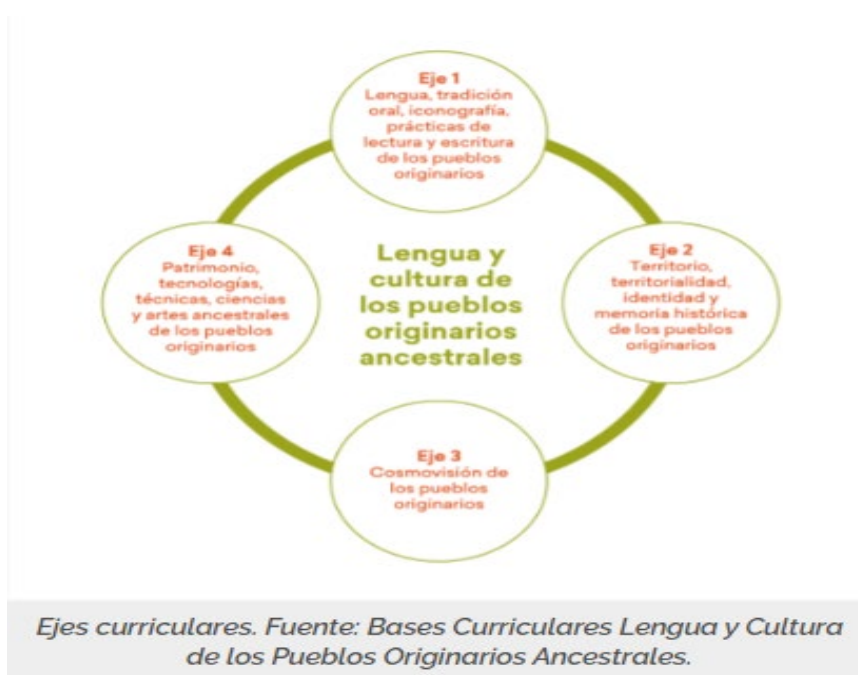 Eje 1
Lengua, tradición
oral, iconografía,
prácticas de
lectura y escritura
de los pueblos
originarios
Eje 4
Patrimonio,
tecnologías,
técnicas, ciencias
y artes ancestrales
de los pueblos
originarios
Lengua y
cultura de
los pueblos
originarios
ancestrales
Eje 2
Territorio,
territorialidad,
identidad y
memoria histórica
de los pueblos
originarios
Eje 3
Cosmovisión de
los pueblos
originarios
Ejes curriculares. Fuente: Bases Curriculares Lengua y Cultura
de los Pueblos Originarios Ancestrales.